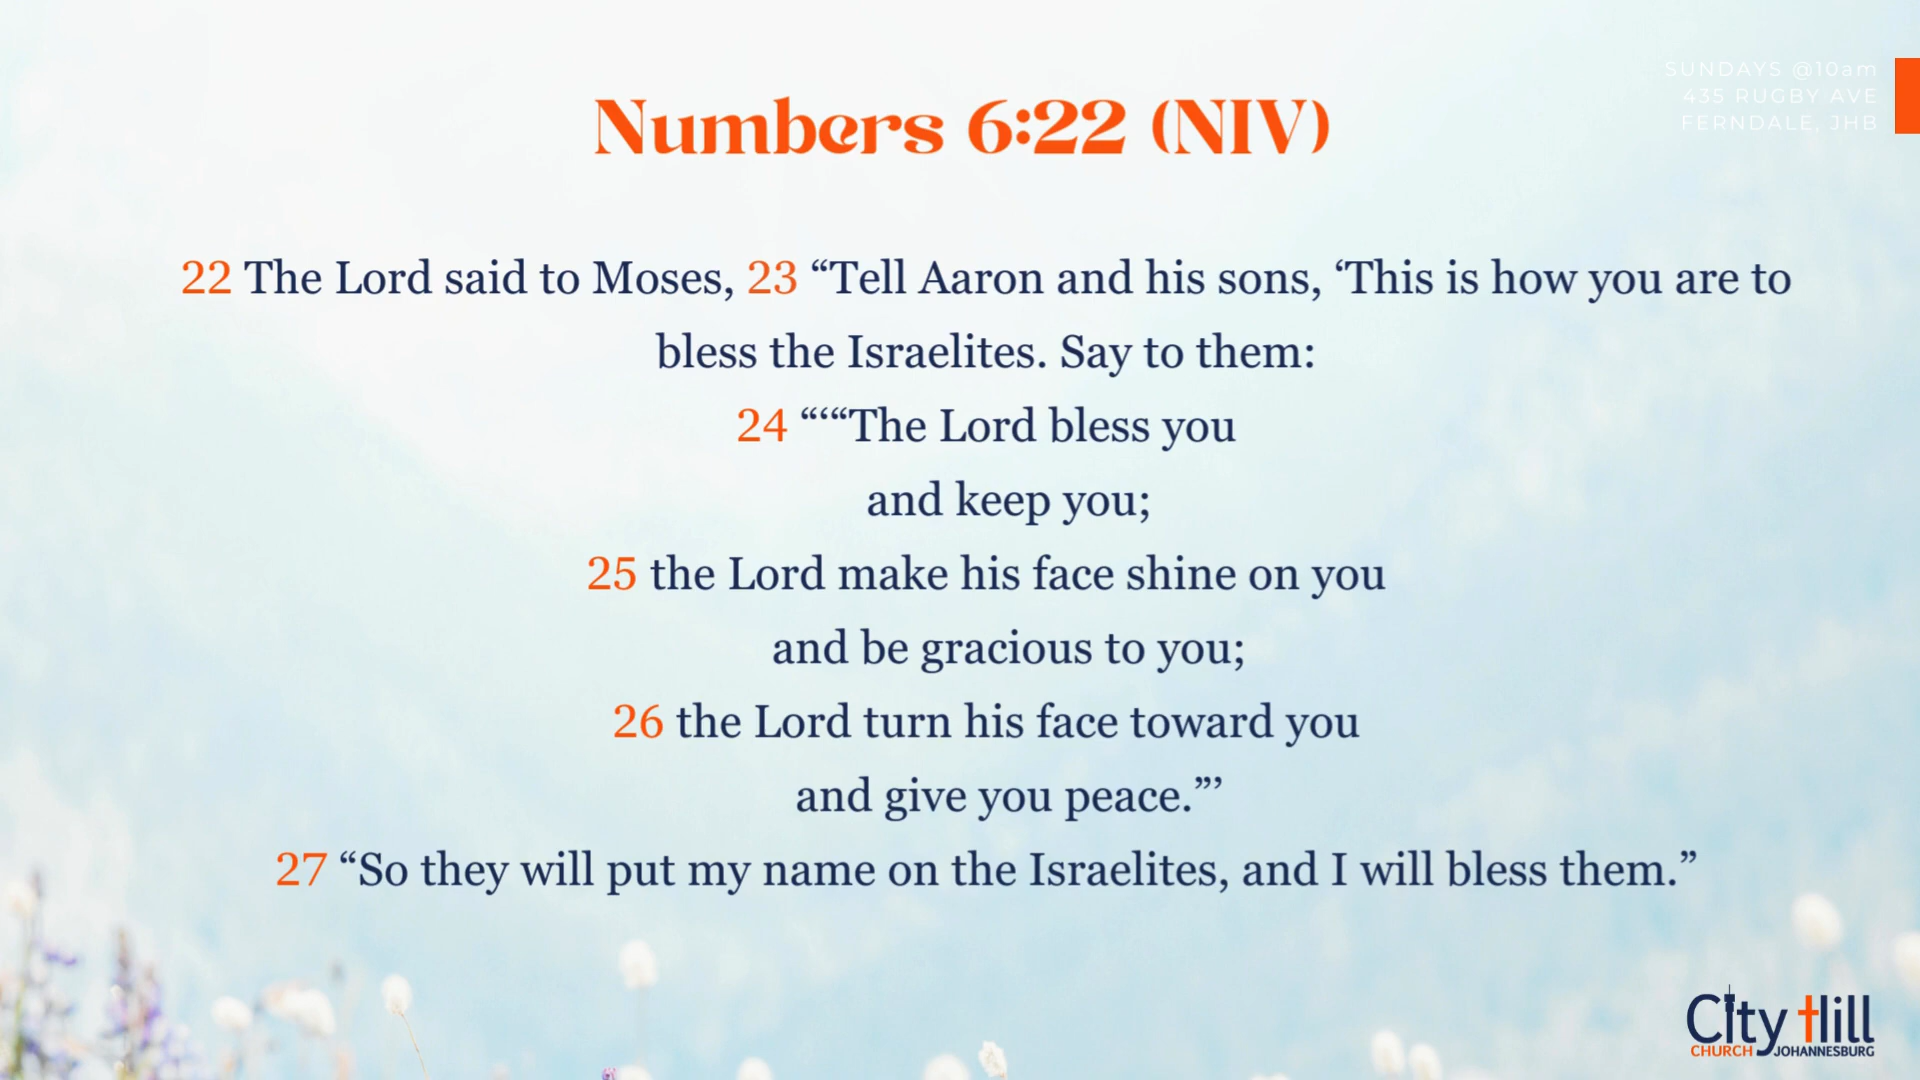 SUNDAYS @10am
435 RUGBY AVE
FERNDALE, JHB
Numbers 6:22 (NIV)
22 The Lord said to Moses, 23 “Tell Aaron and his sons, ‘This is how you are to
bless the Israelites. Say to them:
24 “‘“The Lord bless you
and keep you;
25 the Lord make his face shine on you
and be gracious to you;
26 the Lord turn his face toward you
and give you peace.”’
27 “So they will put my name on the Israelites, and I will bless them.”
City Hill
CHURCH JOHANNESBURG